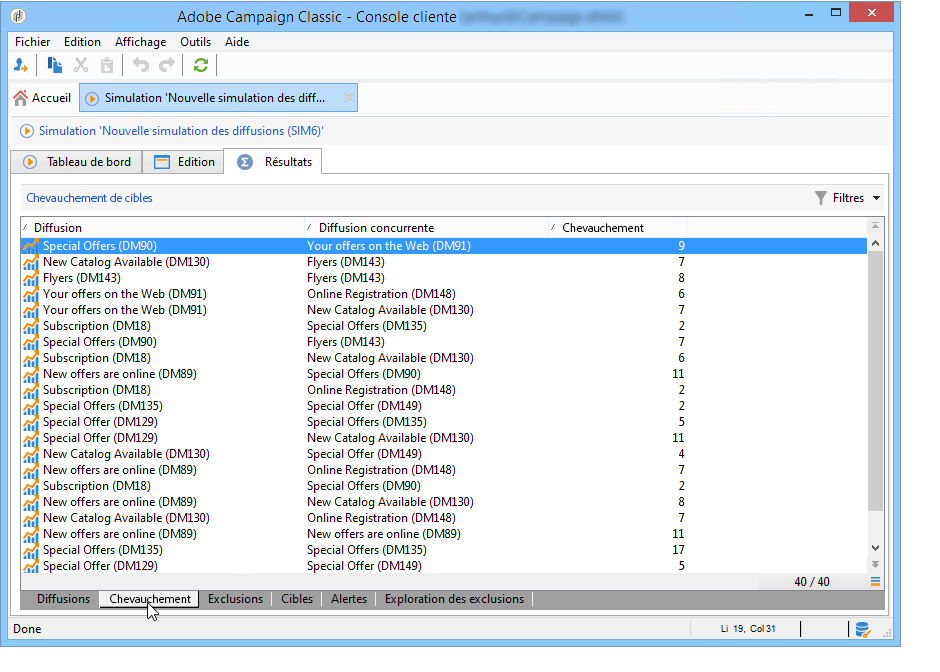 Adobe Campaign Classic - Console cliente
Fichier Edition Affichage Outils Aide
Accueil Simulation 'Nouvelle simulation des diff...
Simulation 'Nouvelle simulation des diffusions (SIM6)'
Tableau de bord Edition Résultats
Chevauchement de cibles Filtres
Diffusion Diffusion concurrente Chevauchement
Special Offers (DM90) Your offers on the Web (DM91) 9
New Catalog Available (DM130) Flyers (DM143) 7
Flyers (DM143) Flyers (DM143) 8
Your offers on the Web (DM91) Online Registration (DM148) 6
Your offers on the Web (DM91) New Catalog Available (DM130) 7
Subscription (DM18) Special Offers (DM135) 2
Special Offers (DM90) Flyers (DM143) 7
Subscription (DM18) New Catalog Available (DM130) 6
New offers are online (DM89) Special Offers (DM90) 11
Subscription (DM18) Online Registration (DM148) 2
Special Offers (DM135) Special Offer (DM149) 2
Special Offer (DM129) Special Offers (DM135) 5
Special Offer (DM129) New Catalog Available (DM130) 11
New Catalog Available (DM130) Special Offer (DM149) 4
New offers are online (DM89) Online Registration (DM148) 7
Subscription (DM18) Special Offers (DM90) 2
New offers are online (DM89) New Catalog Available (DM130) 8
New Catalog Available (DM130) Online Registration (DM148) 7
New offers are online (DM89) New offers are online (DM89) 11
Special Offers (DM135) Special Offers (DM135) 17
Special Offer (DM129) Special Offer (DM149) 5
40 / 40
Diffusions Chevauchement Exclusions Cibles Alertes Exploration des exclusions
Done Li 19, Col 31